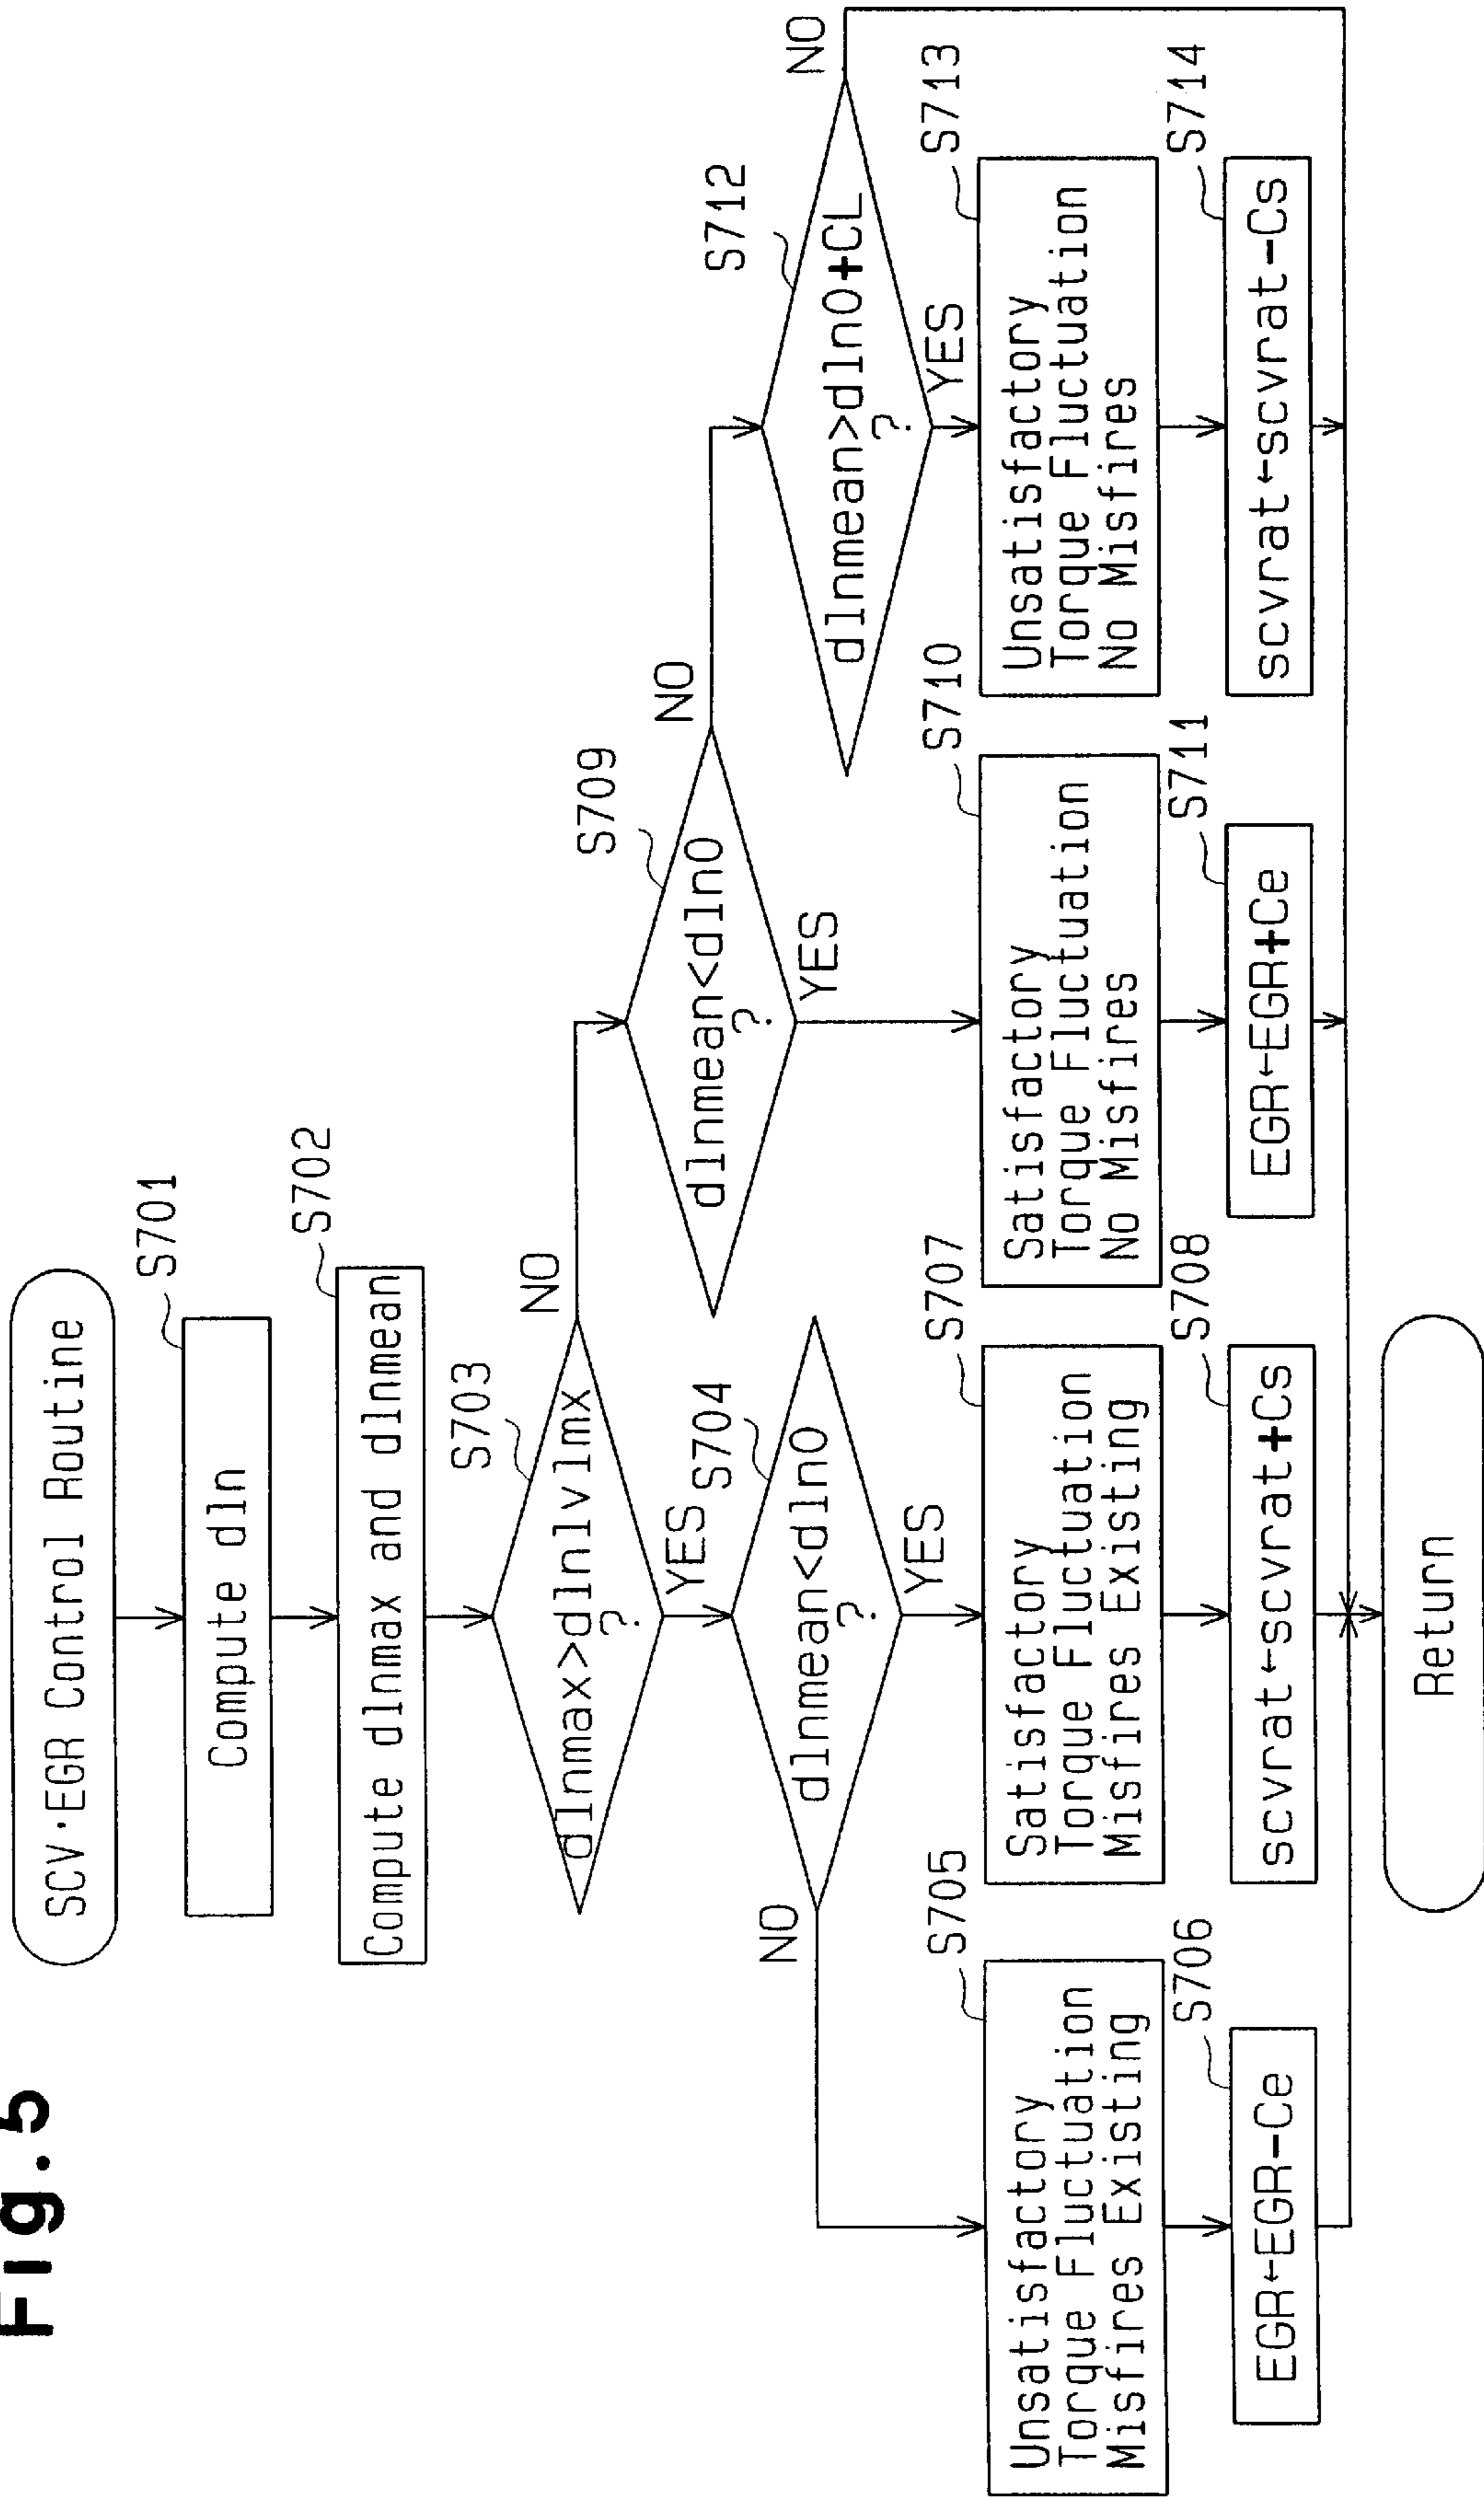 Fig.5
SCV·EGR Control Routine
S701
Compute dln
S702
Compute dlnmax and dlnmean
S703
dlnmax>dlnlvlmx
?
NO
YES
S704
dlnmean<dln0
?
NO
YES
S705
Unsatisfactory
Torque Fluctuation
Misfires Existing
S706
EGR←EGR-Ce
S707
Satisfactory
Torque Fluctuation
Misfires Existing
S708
scvrat←scvrat+Cs
S709
dlnmean<dln0
?
NO
YES
S710
Satisfactory
Torque Fluctuation
No Misfires
S711
EGR←EGR+Ce
S712
dlnmean>dln0+CL
?
NO
YES
S713
Unsatisfactory
Torque Fluctuation
No Misfires
S714
scvrat←scvrat-Cs
Return